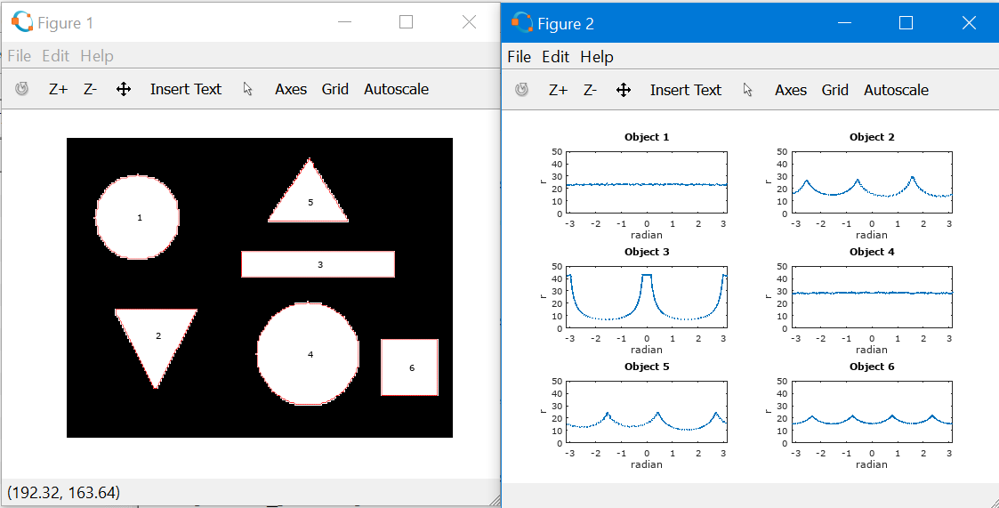 Figure 1
File Edit Help
Z+ Z- Insert Text Axes Grid Autoscale
5
1
3
2
4
6
(192.32, 163.64)
Figure 2
File Edit Help
Z+ Z- Insert Text Axes Grid Autoscale
Object 1
50
40
30
20
10
0
r
-3 -2 -1 0 1 2 3
radian
Object 2
50
40
30
20
10
0
r
-3 -2 -1 0 1 2 3
radian
Object 3
50
40
30
20
10
0
r
-3 -2 -1 0 1 2 3
radian
Object 4
50
40
30
20
10
0
r
-3 -2 -1 0 1 2 3
radian
Object 5
50
40
30
20
10
0
r
-3 -2 -1 0 1 2 3
radian
Object 6
50
40
30
20
10
0
r
-3 -2 -1 0 1 2 3
radian